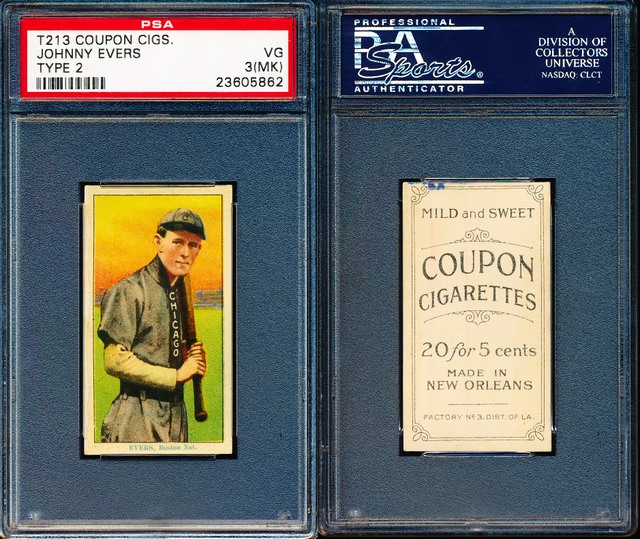 PSA
T213 COUPON CIGS.
JOHNNY EVERS VG
TYPE 2 3(MK)
23605862
CHICAGO
EVERS, Boston Nat.
PROFESSIONAL
PSA
Sports®
AUTHENTICATOR
A
DIVISION OF
COLLECTORS
UNIVERSE
NASDAQ: CLCT
MILD and SWEET
COUPON
CIGARETTES
20 for 5 cents
MADE IN
NEW ORLEANS
FACTORY Nº 3. DIST. OF LA.